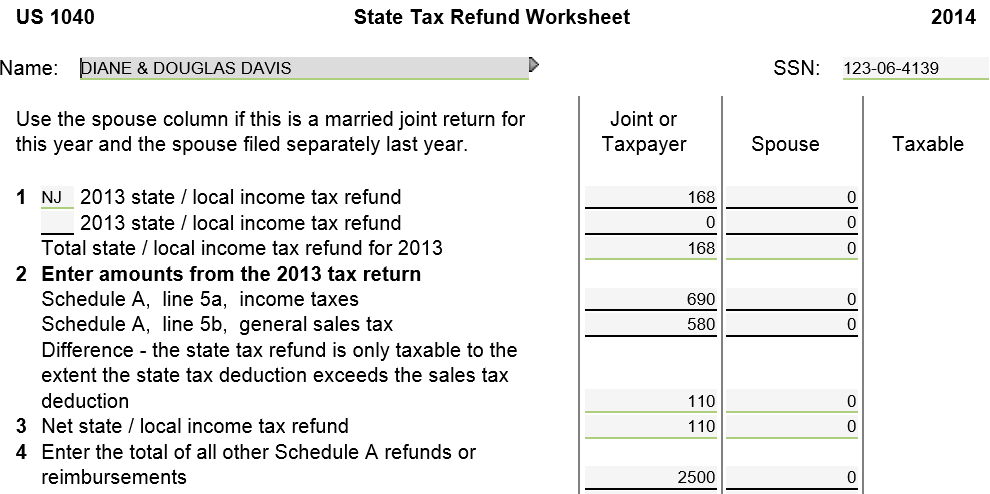 US 1040 State Tax Refund Worksheet 2014
Name: DIANE & DOUGLAS DAVIS SSN: 123-06-4139
Use the spouse column if this is a married joint return for
this year and the spouse filed separately last year.
Joint or
Taxpayer Spouse Taxable
1 NJ 2013 state / local income tax refund 168 0
2013 state / local income tax refund 0 0
Total state / local income tax refund for 2013 168 0
2 Enter amounts from the 2013 tax return
Schedule A, line 5a, income taxes 690 0
Schedule A, line 5b, general sales tax 580 0
Difference - the state tax refund is only taxable to the
extent the state tax deduction exceeds the sales tax
deduction 110 0
3 Net state / local income tax refund 110 0
4 Enter the total of all other Schedule A refunds or
reimbursements 2500 0